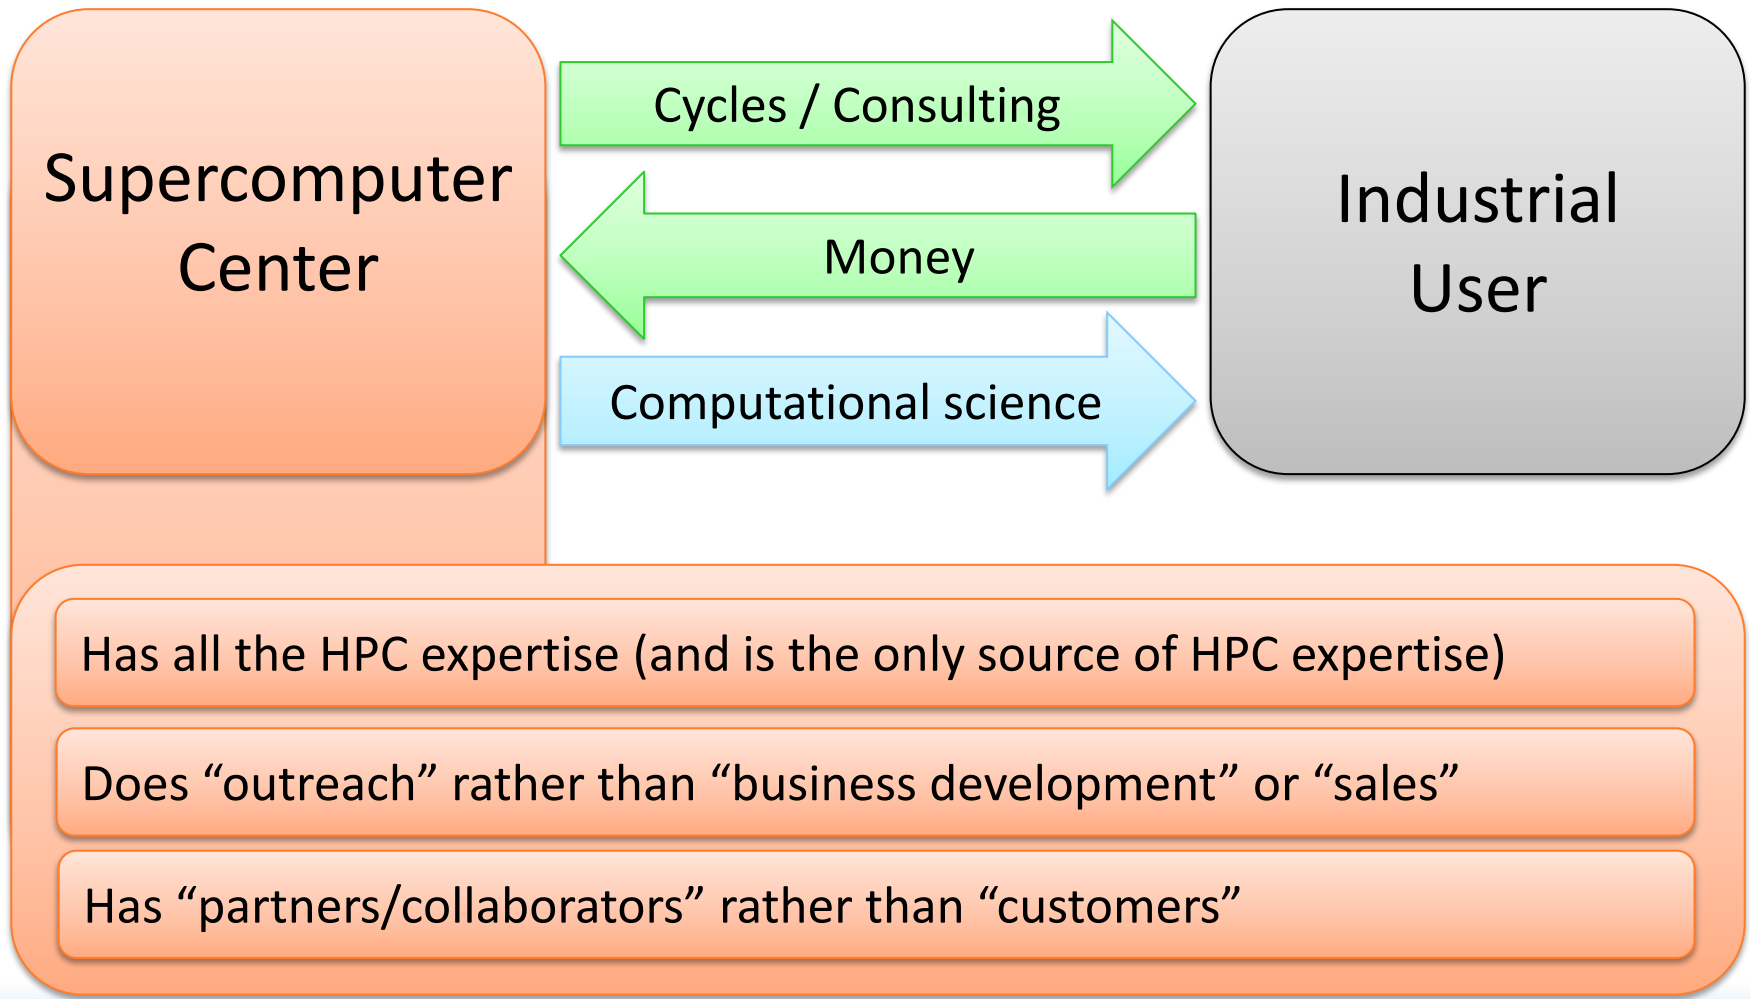 Supercomputer
Center
Cycles / Consulting
Money
Computational science
Industrial
User
Has all the HPC expertise (and is the only source of HPC expertise)
Does “outreach” rather than “business development” or “sales”
Has “partners/collaborators” rather than “customers”